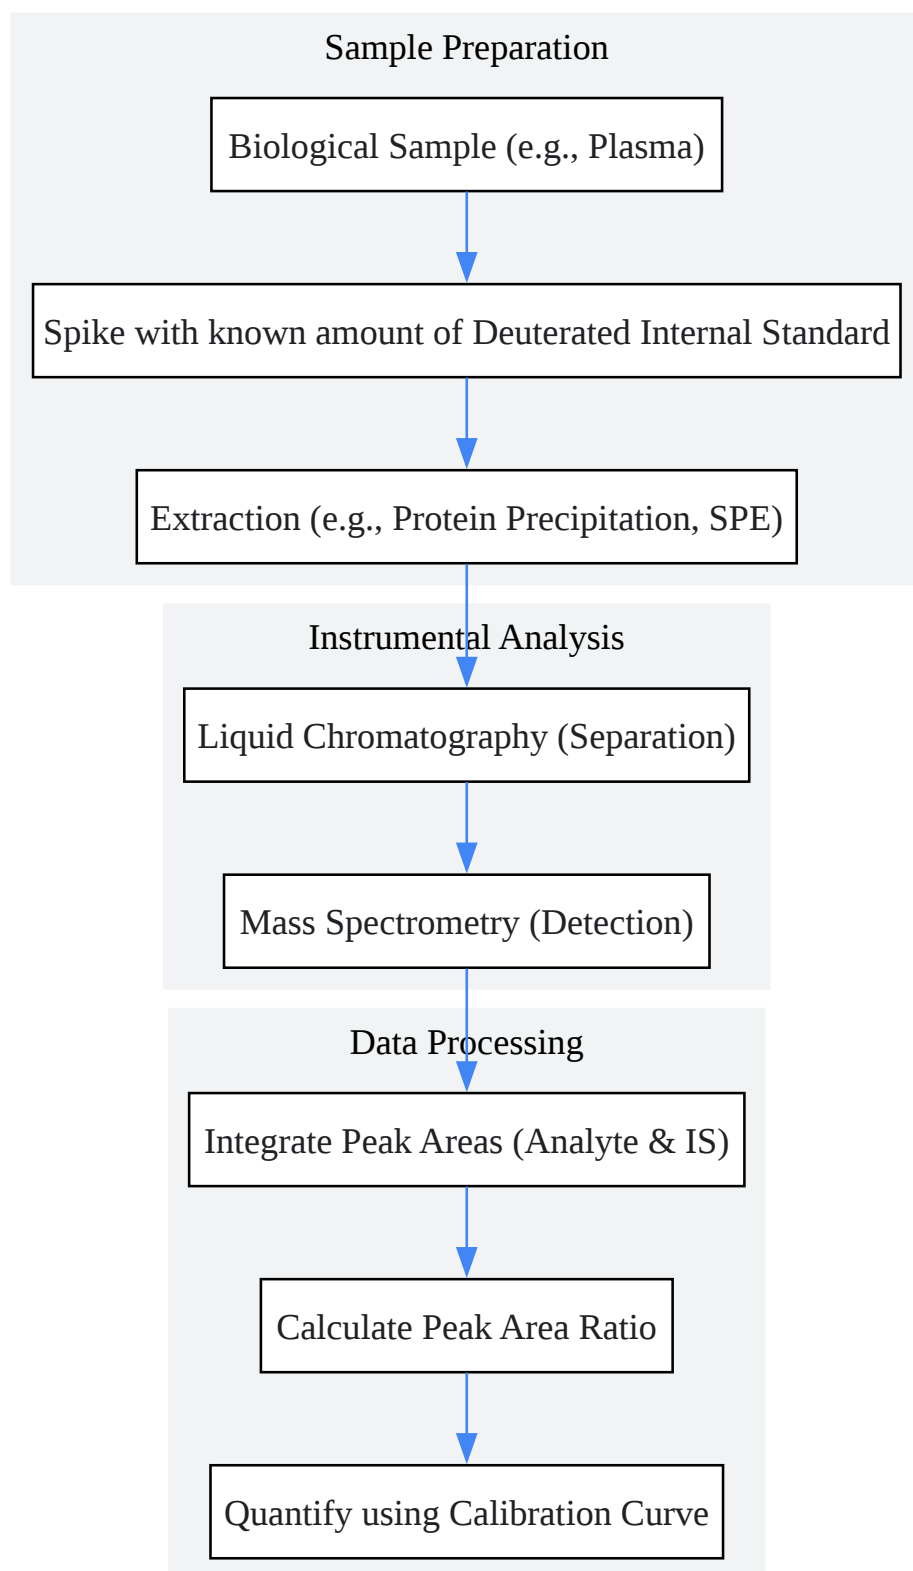 Sample Preparation
Biological Sample (e.g., Plasma)
Spike with known amount of Deuterated Internal Standard
Extraction (e.g., Protein Precipitation, SPE)
Instrumental Analysis
Liquid Chromatography (Separation)
Mass Spectrometry (Detection)
Data Processing
Integrate Peak Areas (Analyte & IS)
Calculate Peak Area Ratio
Quantify using Calibration Curve